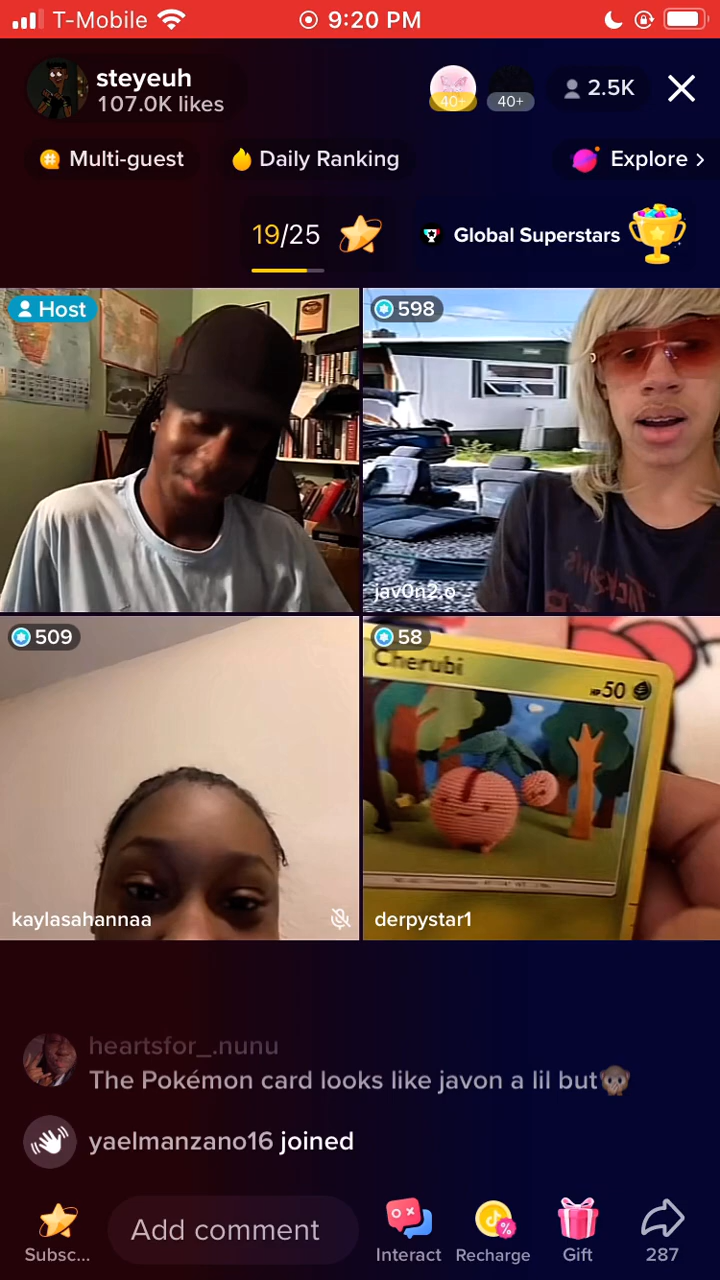 T-Mobile
9:20 PM
steyeuh
107.0K likes
40+
40+
2.5K
Multi-guest
Daily Ranking
Explore >
19/25
Global Superstars
Host
598
jav0n2.o
509
kaylasahannaa
58
Cherubi
HP50
derpystar1
heartsfor_.nunu
The Pokémon card looks like javon a lil but🙊
yaelmanzano16 joined
Add comment
Subsc...
Interact
Recharge
Gift
287